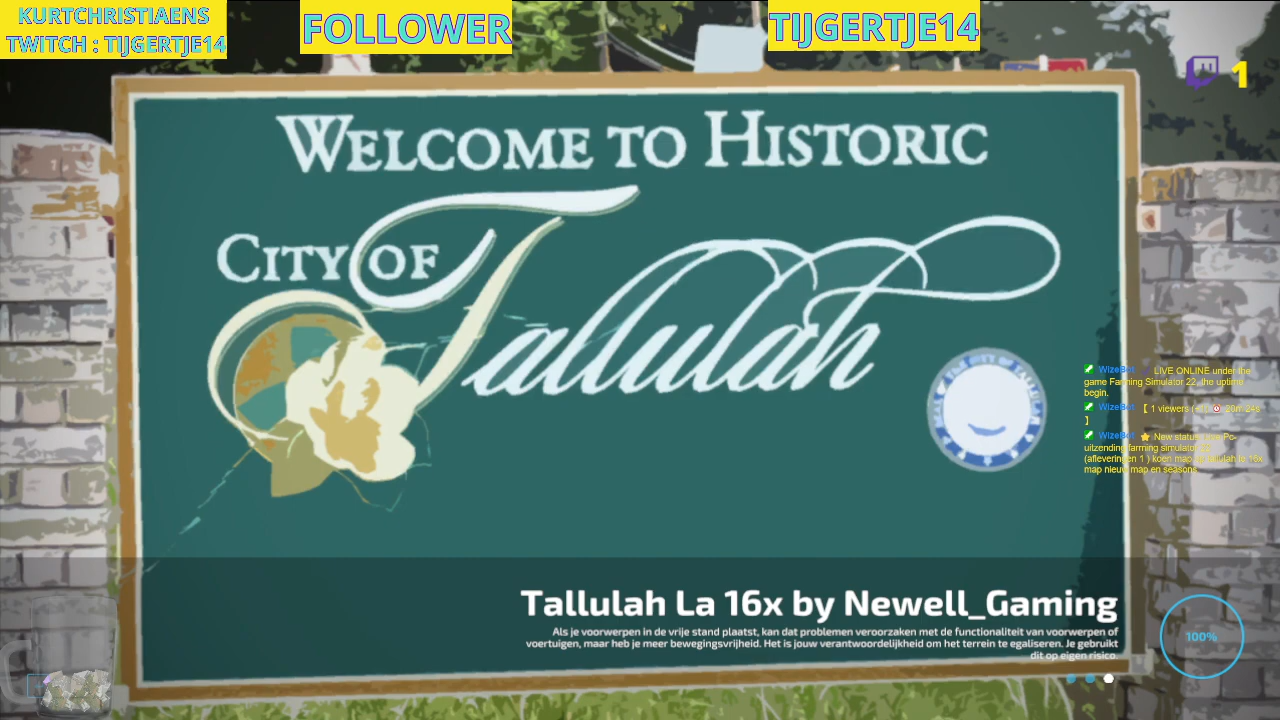 KURTCHRISTIAENS
TWITCH : TIJGERTJE14
FOLLOWER
TIJGERTJE14
1
WELCOME TO HISTORIC
CITY OF
Tallulah
WizeBot LIVE ONLINE under the
game Farming Simulator 22, the uptime
begin.
WizeBot 【 1 viewers
】
WizeBot New status
uitzending farming simulator
(afleveringen 1 ) koen map
map nieuw map en seasons
Tallulah La 16x by Newell_Gaming
Als je voorwerpen in de vrije stand plaatst, kan dat problemen veroorzaken met de functionaliteit van voorwerpen of
voertuigen, maar heb je meer bewegingsvrijheid. Het is jouw verantwoordelijkheid om het terrein te egaliseren. Je gebruikt
dit op eigen risico.
100%